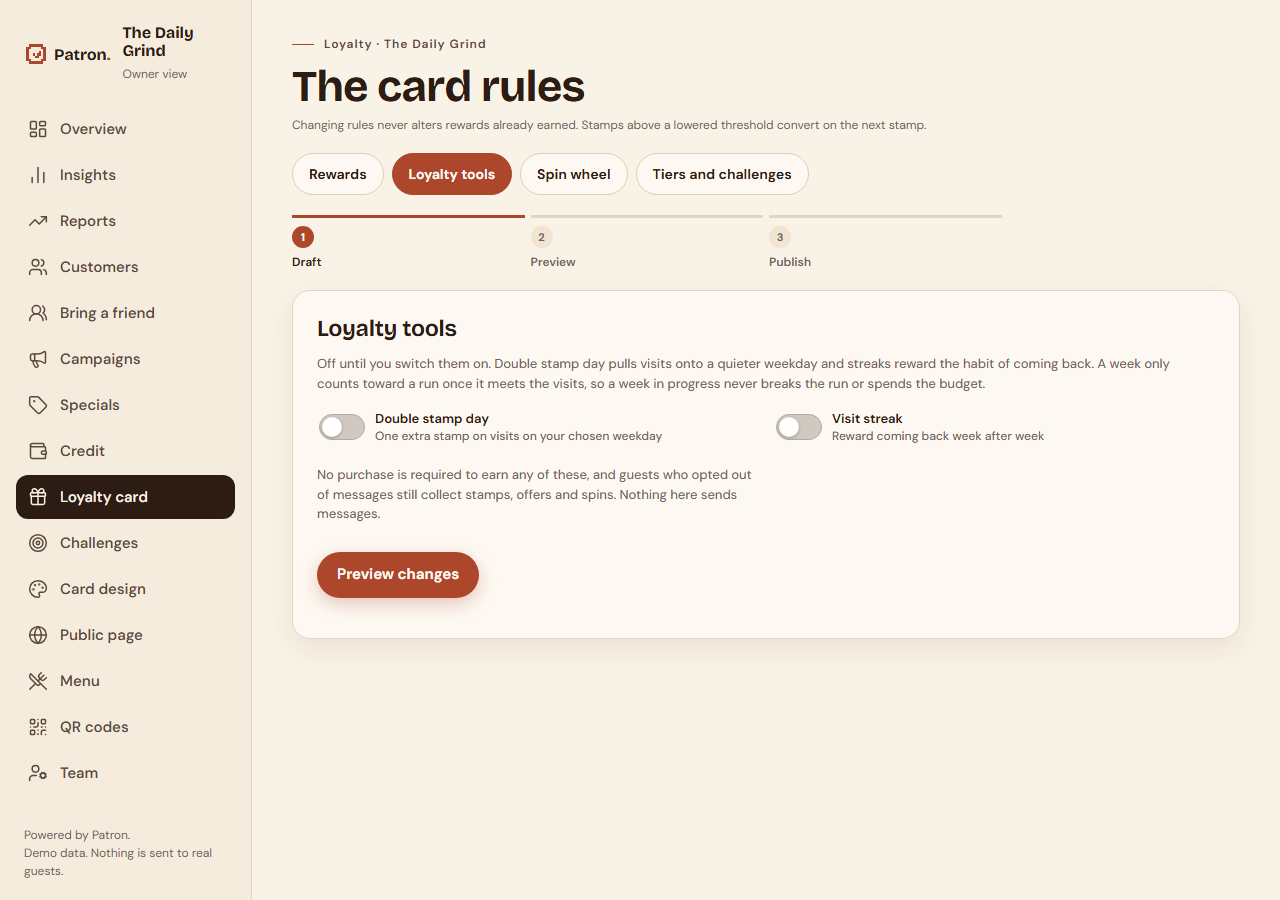 Patron.
The Daily
Grind
Owner view
Overview
Insights
Reports
Customers
Bring a friend
Campaigns
Specials
Credit
Loyalty card
Challenges
Card design
Public page
Menu
QR codes
Team
Powered by Patron.
Demo data. Nothing is sent to real
guests.
Loyalty · The Daily Grind
The card rules
Changing rules never alters rewards already earned. Stamps above a lowered threshold convert on the next stamp.
Rewards
Loyalty tools
Spin wheel
Tiers and challenges
1
Draft
2
Preview
3
Publish
Loyalty tools
Off until you switch them on. Double stamp day pulls visits onto a quieter weekday and streaks reward the habit of coming back. A week only
counts toward a run once it meets the visits, so a week in progress never breaks the run or spends the budget.
Double stamp day
One extra stamp on visits on your chosen weekday
Visit streak
Reward coming back week after week
No purchase is required to earn any of these, and guests who opted out
of messages still collect stamps, offers and spins. Nothing here sends
messages.
Preview changes